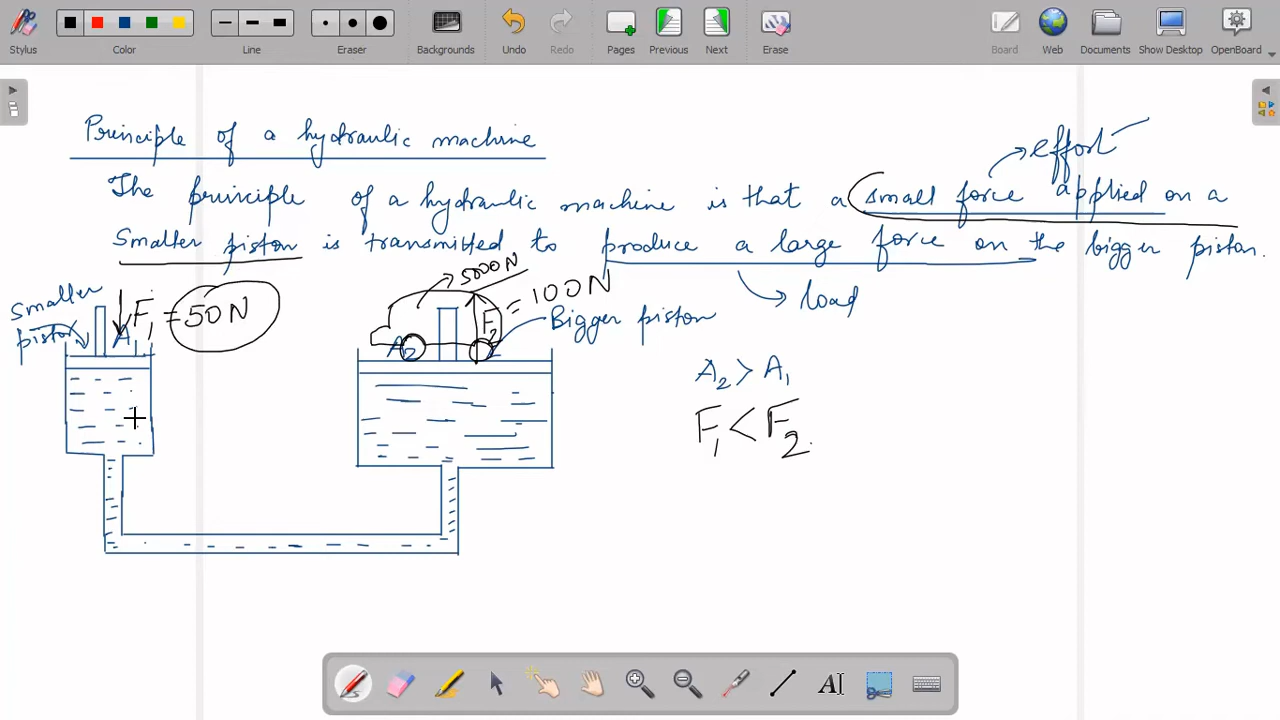 Stylus
Color
Line
Eraser
Backgrounds
Undo
Redo
Pages
Previous
Next
Erase
Board
Web
Documents
Show Desktop
OpenBoard
Principle of a hydraulic machine
effort
The principle of a hydraulic machine is that a small force applied on a
Smaller piston is transmitted to produce a large force on the bigger piston.
load
Smaller piston
F1 = 50N
A1
5000 N
F2 = 100N
A2
Bigger piston
A2 > A1
F1 < F2